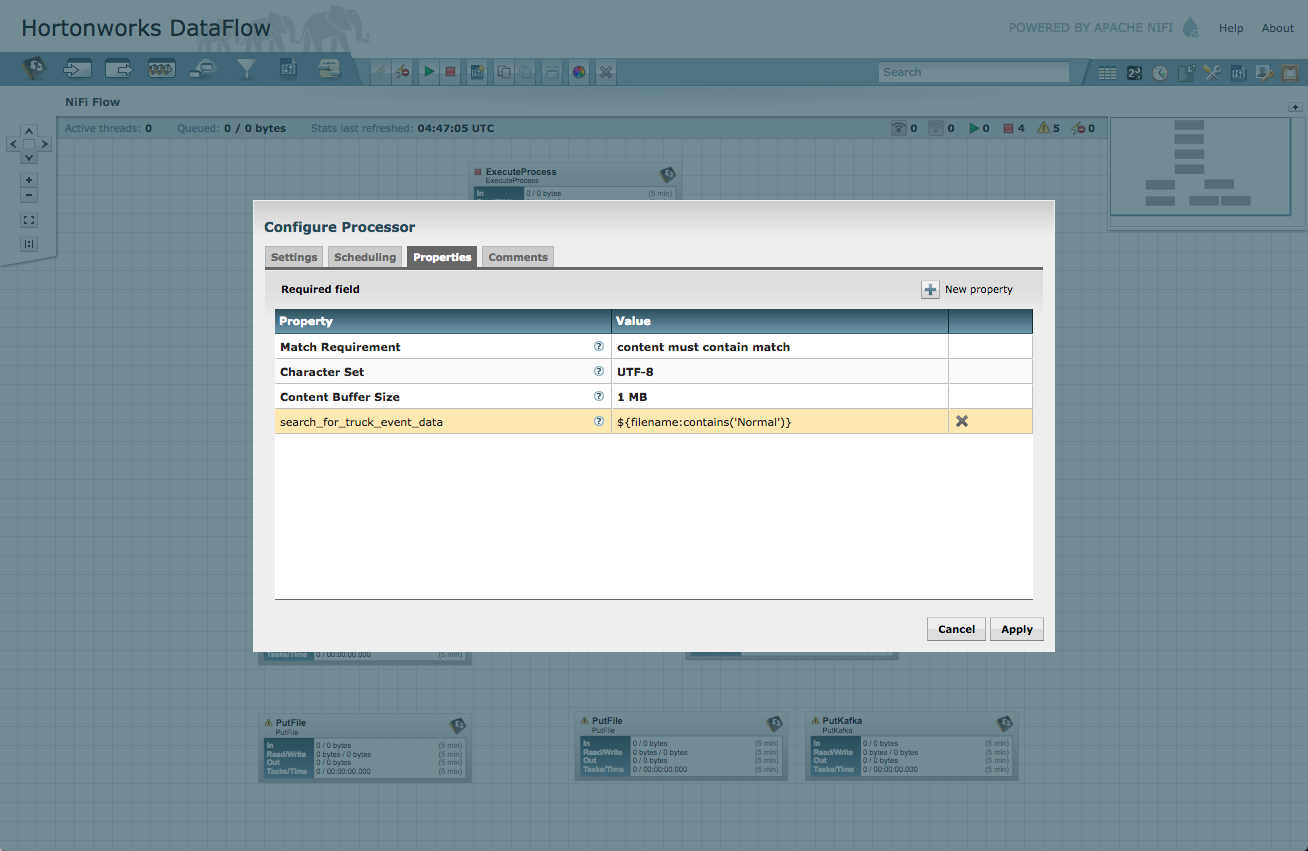 Hortonworks DataFlow
POWERED BY APACHE NIFI Help About
Search
NiFi Flow
Active threads: 0 Queued: 0 / 0 bytes Stats last refreshed: 04:47:05 UTC 0 0 0 4 5 0
ExecuteProcess
ExecuteProcess
In 0 / 0 bytes (5 min)
Configure Processor
Settings Scheduling Properties Comments
Required field New property
Property Value
Match Requirement content must contain match
Character Set UTF-8
Content Buffer Size 1 MB
search_for_truck_event_data ${filename:contains('Normal')}
Cancel Apply
Tasks/Time 0 / 00:00:00.000 (5 min)
PutFile PutFile PutKafka
PutFile PutFile PutKafka
In 0 / 0 bytes (5 min) In 0 / 0 bytes (5 min) In 0 / 0 bytes (5 min)
Read/Write 0 bytes / 0 bytes (5 min) Read/Write 0 bytes / 0 bytes (5 min) Read/Write 0 bytes / 0 bytes (5 min)
Out 0 / 0 bytes (5 min) Out 0 / 0 bytes (5 min) Out 0 / 0 bytes (5 min)
Tasks/Time 0 / 00:00:00.000 (5 min) Tasks/Time 0 / 00:00:00.000 (5 min) Tasks/Time 0 / 00:00:00.000 (5 min)